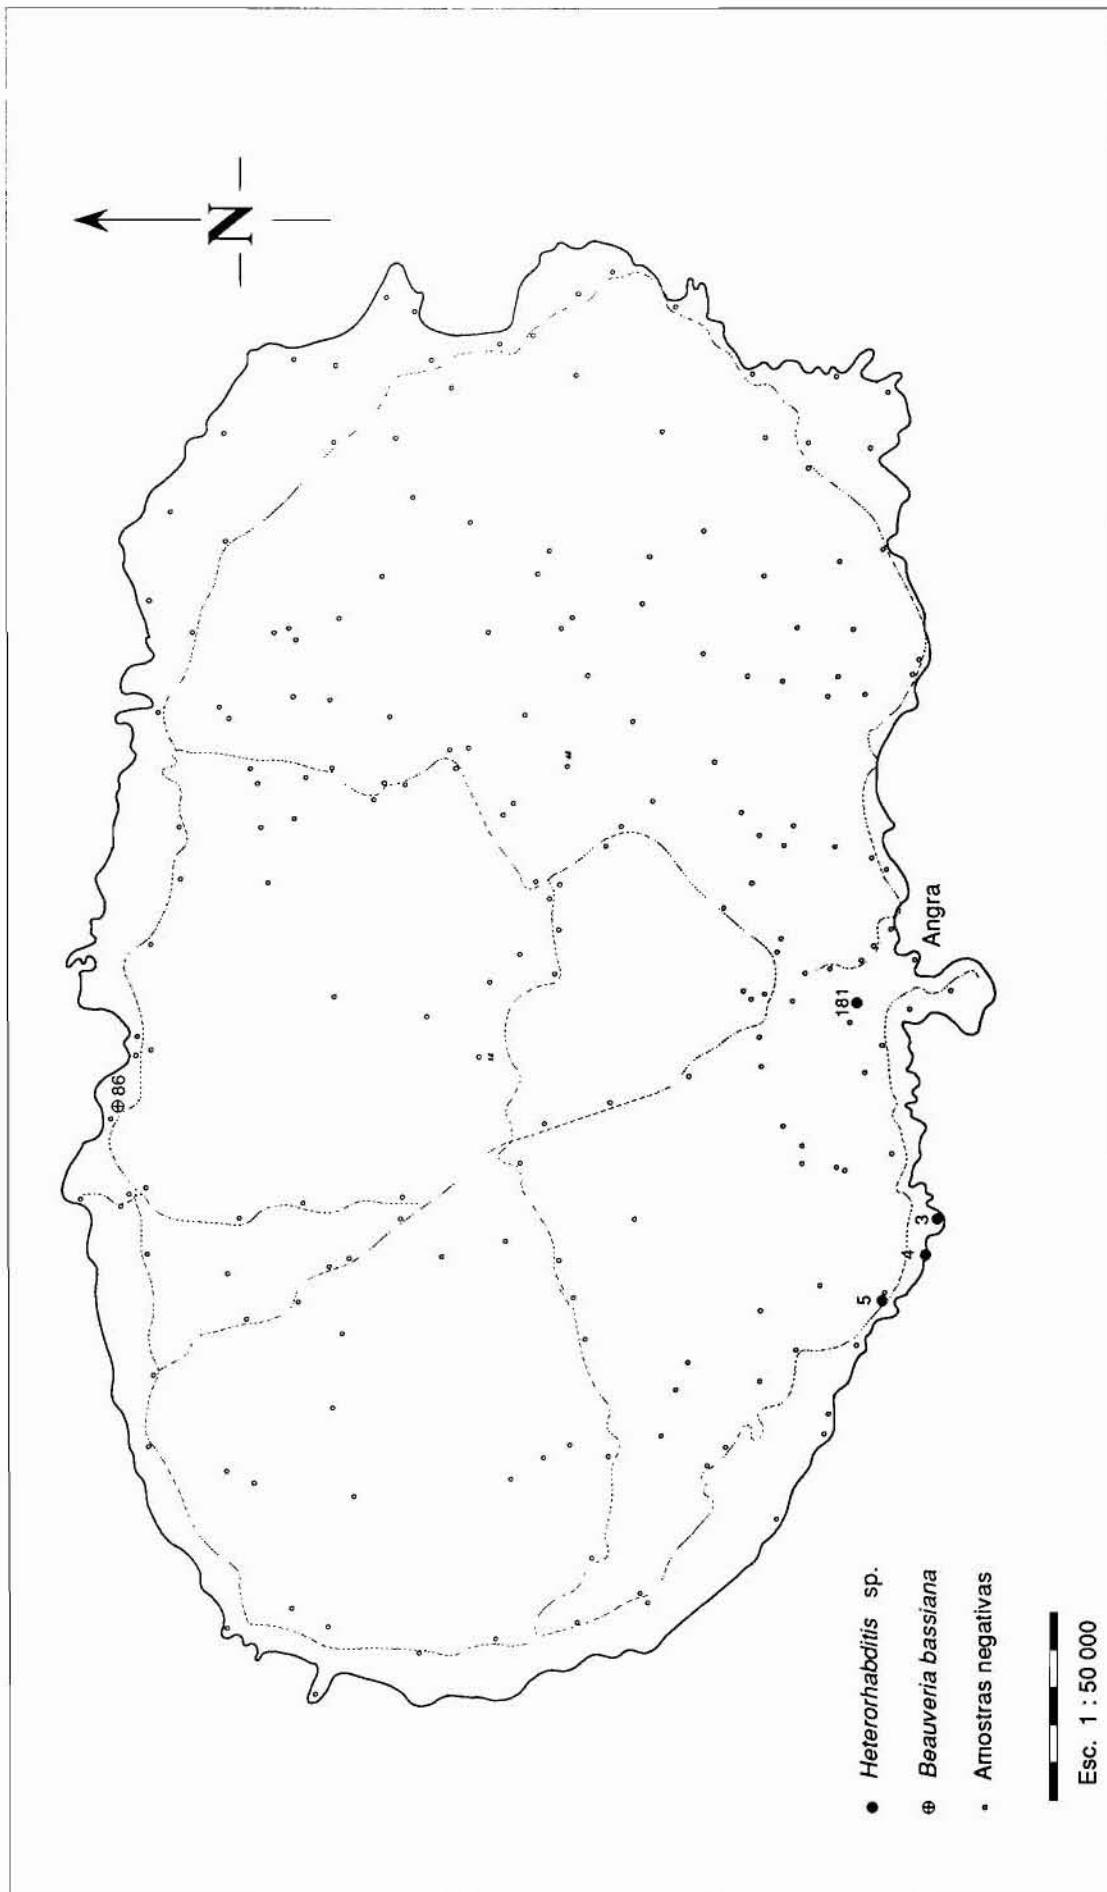 N
86
181
Angra
3
4
5
Heterorhabditis sp.
Beauveria bassiana
Amostras negativas
Esc. 1 : 50 000